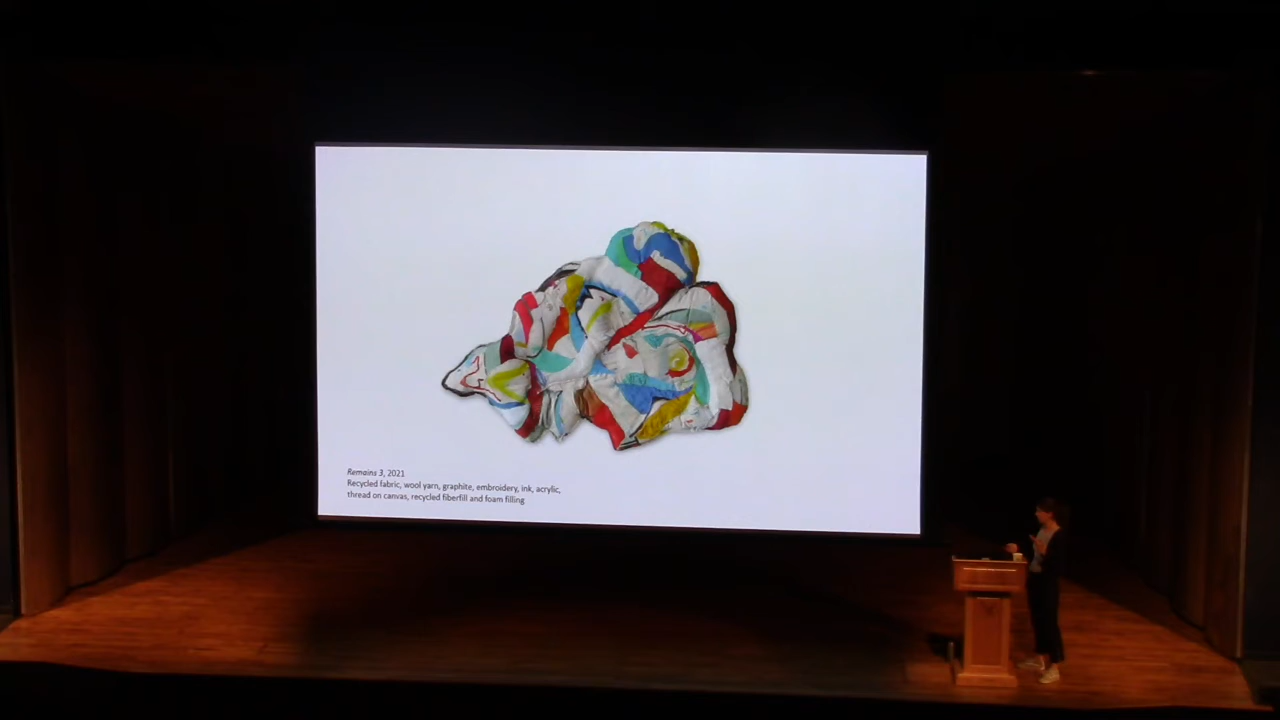 Remains 3, 2021
Recycled fabric, wool yarn, graphite, embroidery, ink, acrylic,
thread on canvas, recycled fiberfill and foam filling